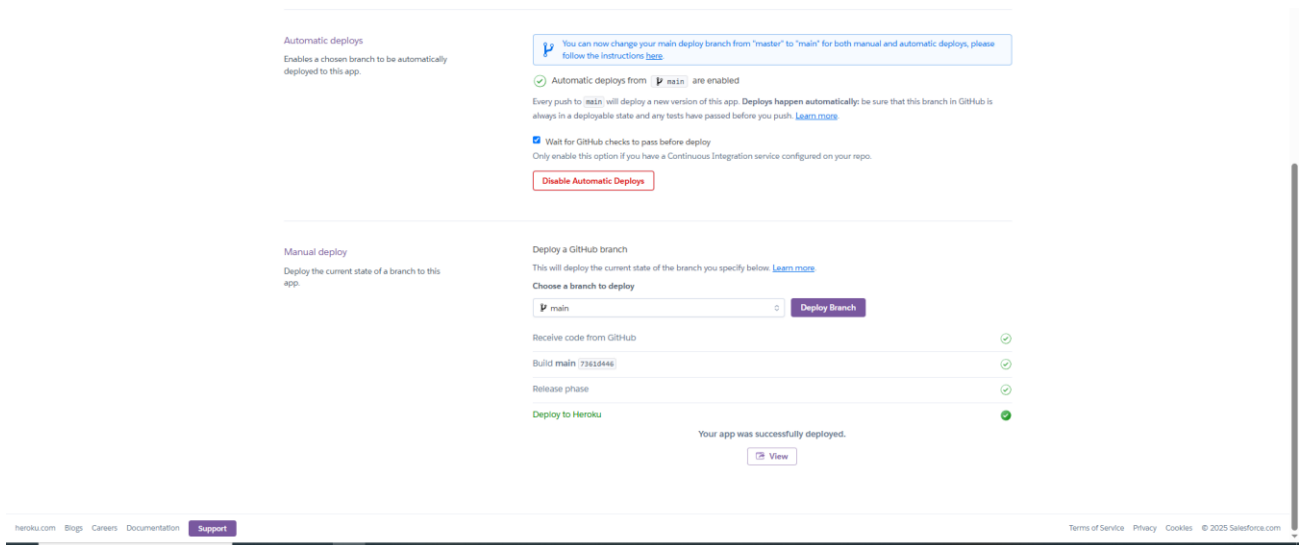 Automatic deploys
Enables a chosen branch to be automatically
deployed to this app.
You can now change your main deploy branch from "master" to "main" for both manual and automatic deploys, please
follow the instructions here.
Automatic deploys from main are enabled
Every push to main will deploy a new version of this app. Deploys happen automatically: be sure that this branch in GitHub is
always in a deployable state and any tests have passed before you push. Learn more.
Wait for GitHub checks to pass before deploy
Only enable this option if you have a Continuous Integration service configured on your repo.
Disable Automatic Deploys
Manual deploy
Deploy the current state of a branch to this
app.
Deploy a GitHub branch
This will deploy the current state of the branch you specify below. Learn more.
Choose a branch to deploy
main
Deploy Branch
Receive code from GitHub
Build main 7361d446
Release phase
Deploy to Heroku
Your app was successfully deployed.
View
heroku.com Blogs Careers Documentation Support
Terms of Service Privacy Cookies © 2025 Salesforce.com